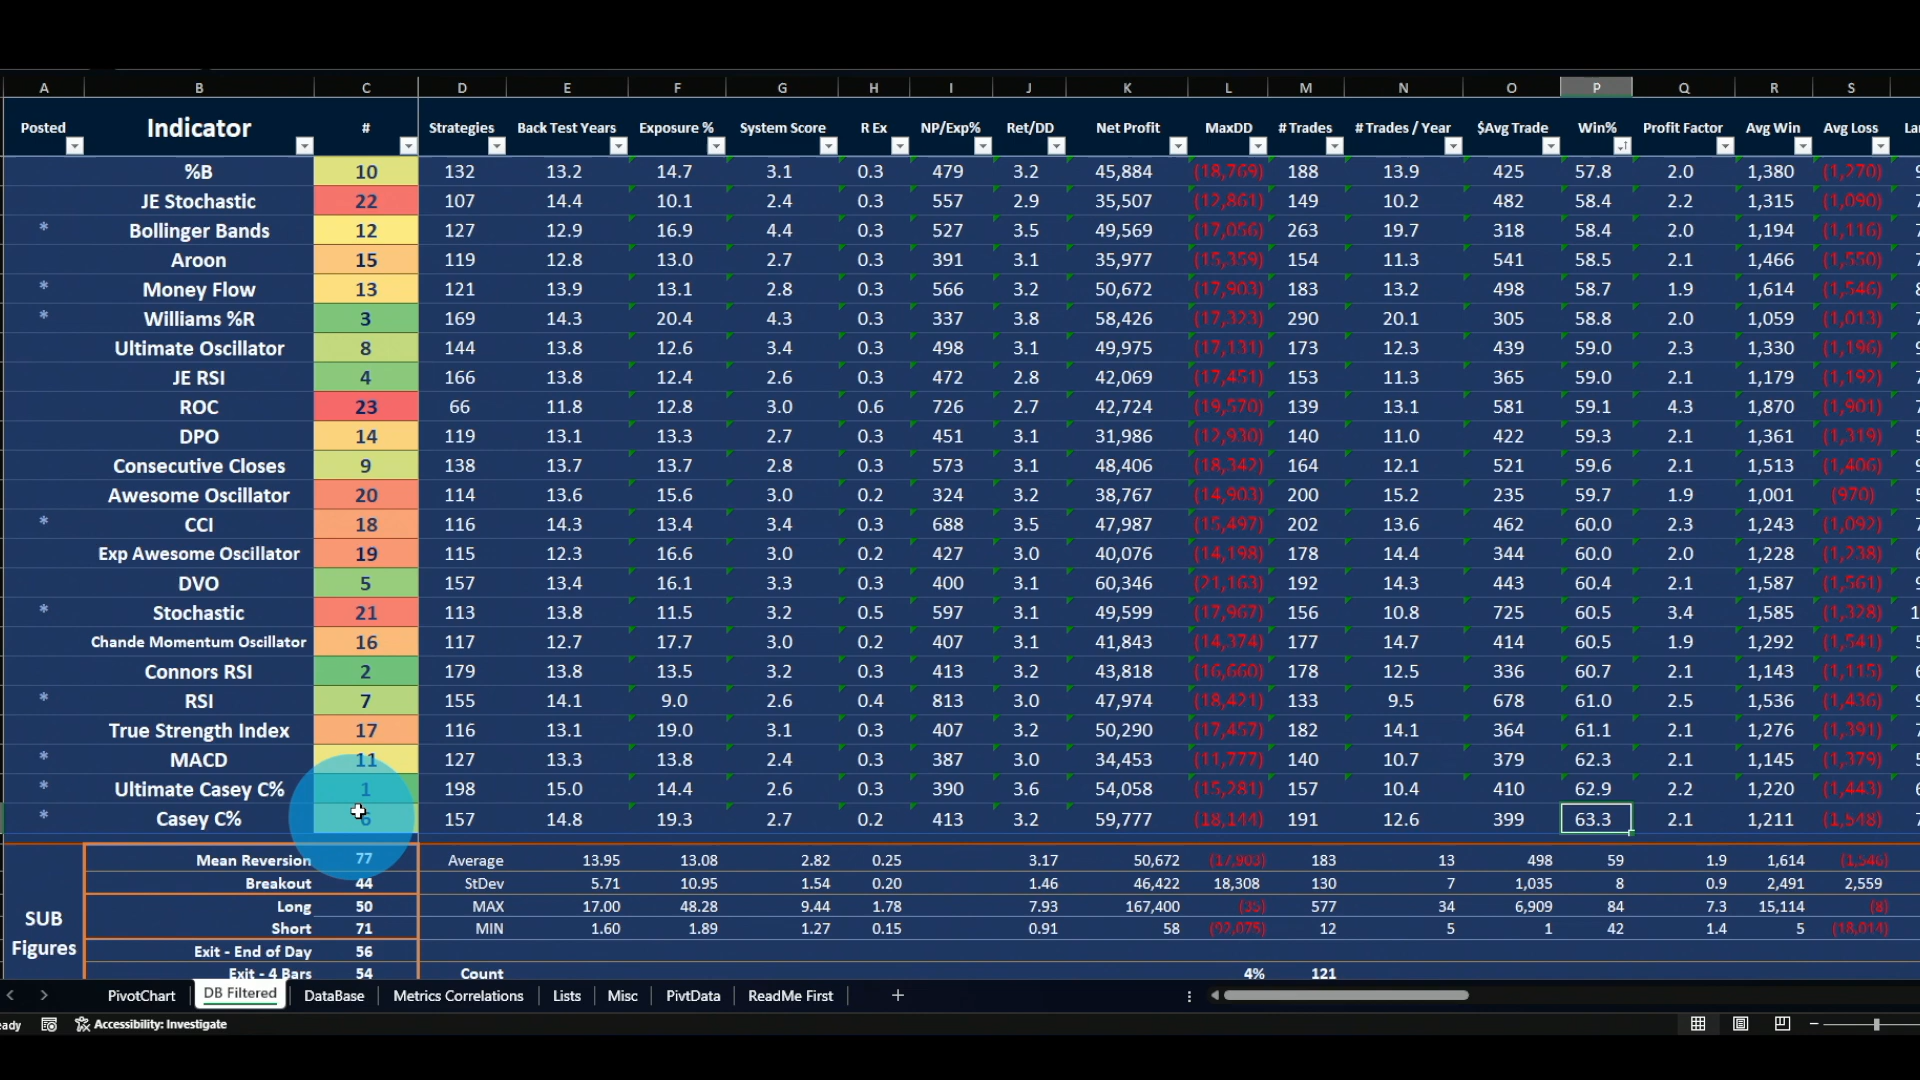 A B C D E F G H I J K L M N O P Q R S
Posted Indicator # Strategies Back Test Years Exposure % System Score R Ex NP/Exp% Ret/DD Net Profit MaxDD # Trades # Trades / Year $Avg Trade Win% Profit Factor Avg Win Avg Loss Lar
%B 10 132 13.2 14.7 3.1 0.3 479 3.2 45,884 (18,769) 188 13.9 425 57.8 2.0 1,380 (1,270) 9
JE Stochastic 22 107 14.4 10.1 2.4 0.3 557 2.9 35,507 (12,861) 149 10.2 482 58.4 2.2 1,315 (1,090) 7
* Bollinger Bands 12 127 12.9 16.9 4.4 0.3 527 3.5 49,569 (17,056) 263 19.7 318 58.4 2.0 1,194 (1,116) 7
Aroon 15 119 12.8 13.0 2.7 0.3 391 3.1 35,977 (15,359) 154 11.3 541 58.5 2.1 1,466 (1,550) 7
* Money Flow 13 121 13.9 13.1 2.8 0.3 566 3.2 50,672 (17,903) 183 13.2 498 58.7 1.9 1,614 (1,546) 8
* Williams %R 3 169 14.3 20.4 4.3 0.3 337 3.8 58,426 (17,323) 290 20.1 305 58.8 2.0 1,059 (1,013) 7
Ultimate Oscillator 8 144 13.8 12.6 3.4 0.3 498 3.1 49,975 (17,131) 173 12.3 439 59.0 2.3 1,330 (1,196) 9
JE RSI 4 166 13.8 12.4 2.6 0.3 472 2.8 42,069 (17,451) 153 11.3 365 59.0 2.1 1,179 (1,192) 7
ROC 23 66 11.8 12.8 3.0 0.6 726 2.7 42,724 (19,570) 139 13.1 581 59.1 4.3 1,870 (1,901) 7
DPO 14 119 13.1 13.3 2.7 0.3 451 3.1 31,986 (12,930) 140 11.0 422 59.3 2.1 1,361 (1,319) 5
Consecutive Closes 9 138 13.7 13.7 2.8 0.3 573 3.1 48,406 (18,342) 164 12.1 521 59.6 2.1 1,513 (1,406) 9
Awesome Oscillator 20 114 13.6 15.6 3.0 0.2 324 3.2 38,767 (14,903) 200 15.2 235 59.7 1.9 1,001 (970) 5
* CCI 18 116 14.3 13.4 3.4 0.3 688 3.5 47,987 (15,497) 202 13.6 462 60.0 2.3 1,243 (1,092) 7
Exp Awesome Oscillator 19 115 12.3 16.6 3.0 0.2 427 3.0 40,076 (14,198) 178 14.4 344 60.0 2.0 1,228 (1,238) 6
DVO 5 157 13.4 16.1 3.3 0.3 400 3.1 60,346 (21,163) 192 14.3 443 60.4 2.1 1,587 (1,561) 9
* Stochastic 21 113 13.8 11.5 3.2 0.5 597 3.1 49,599 (17,967) 156 10.8 725 60.5 3.4 1,585 (1,328) 1
Chande Momentum Oscillator 16 117 12.7 17.7 3.0 0.2 407 3.1 41,843 (14,374) 177 14.7 414 60.5 1.9 1,292 (1,541) 5
Connors RSI 2 179 13.8 13.5 3.2 0.3 413 3.2 43,818 (16,660) 178 12.5 336 60.7 2.1 1,143 (1,115) 6
* RSI 7 155 14.1 9.0 2.6 0.4 813 3.0 47,974 (18,421) 133 9.5 678 61.0 2.5 1,536 (1,436) 9
True Strength Index 17 116 13.1 19.0 3.1 0.3 407 3.2 50,290 (17,457) 182 14.1 364 61.1 2.1 1,276 (1,391) 7
* MACD 11 127 13.3 13.8 2.4 0.3 387 3.0 34,453 (11,777) 140 10.7 379 62.3 2.1 1,145 (1,379) 5
* Ultimate Casey C% 1 198 15.0 14.4 2.6 0.3 390 3.6 54,058 (15,281) 157 10.4 410 62.9 2.2 1,220 (1,443) 6
* Casey C% 6 157 14.8 19.3 2.7 0.2 413 3.2 59,777 (18,144) 191 12.6 399 63.3 2.1 1,211 (1,548) 7
Mean Reversion 77 Average 13.95 13.08 2.82 0.25 3.17 50,672 (17,903) 183 13 498 59 1.9 1,614 (1,546)
Breakout 44 StDev 5.71 10.95 1.54 0.20 1.46 46,422 18,308 130 7 1,035 8 0.9 2,491 2,559
SUB Figures
Long 50 MAX 17.00 48.28 9.44 1.78 7.93 167,400 (35) 577 34 6,909 84 7.3 15,114 (8)
Short 71 MIN 1.60 1.89 1.27 0.15 0.91 58 (92,075) 12 5 1 42 1.4 5 (18,014)
Exit - End of Day 56
Exit - 4 Bars 54 Count 4% 121
PivotChart DB Filtered DataBase Metrics Correlations Lists Misc PivtData ReadMe First +
eady Accessibility: Investigate